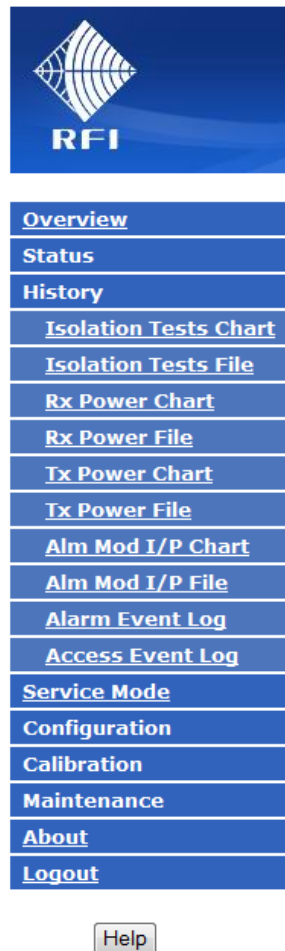 RFI
Overview
Status
History
Isolation Tests Chart
Isolation Tests File
Rx Power Chart
Rx Power File
Tx Power Chart
Tx Power File
Alm Mod I/P Chart
Alm Mod I/P File
Alarm Event Log
Access Event Log
Service Mode
Configuration
Calibration
Maintenance
About
Logout
Help